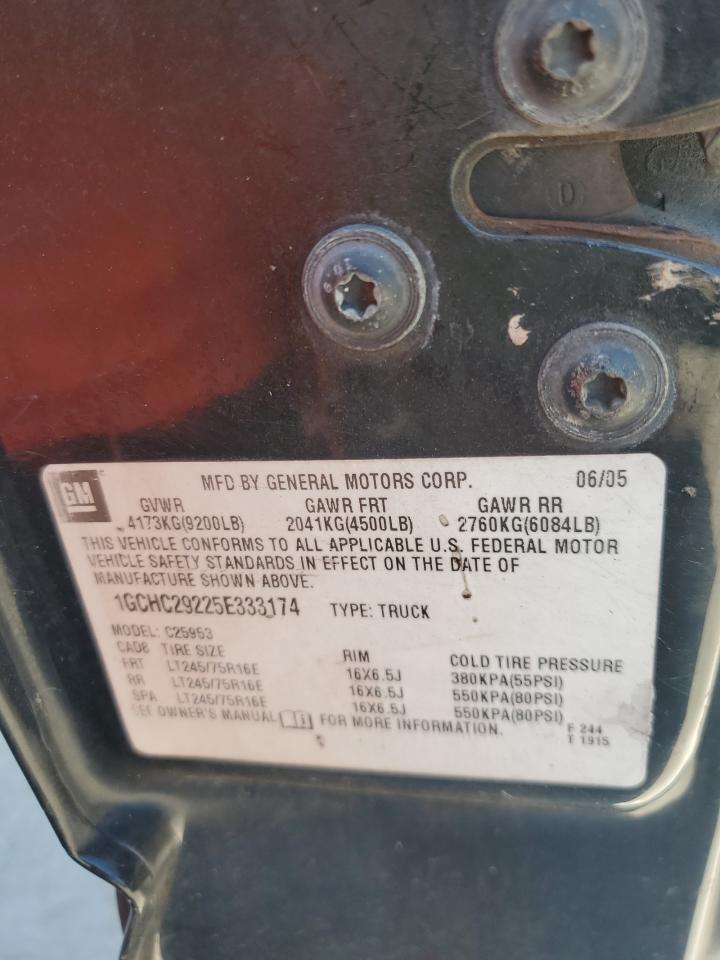 D
10.9
GM
MFD BY GENERAL MOTORS CORP. 06/05
GVWR GAWR FRT GAWR RR
4173KG(9200LB) 2041KG(4500LB) 2760KG(6084LB)
THIS VEHICLE CONFORMS TO ALL APPLICABLE U.S. FEDERAL MOTOR
VEHICLE SAFETY STANDARDS IN EFFECT ON THE DATE OF
MANUFACTURE SHOWN ABOVE.
1GCHC29225E333174 TYPE: TRUCK
MODEL: C25953
CAD8 TIRE SIZE RIM COLD TIRE PRESSURE
FRT LT245/75R16E 16X6.5J 380KPA(55PSI)
RR LT245/75R16E 16X6.5J 550KPA(80PSI)
SPA LT245/75R16E 16X6.5J 550KPA(80PSI)
SEE OWNER'S MANUAL FOR MORE INFORMATION.
F 244
T 1915